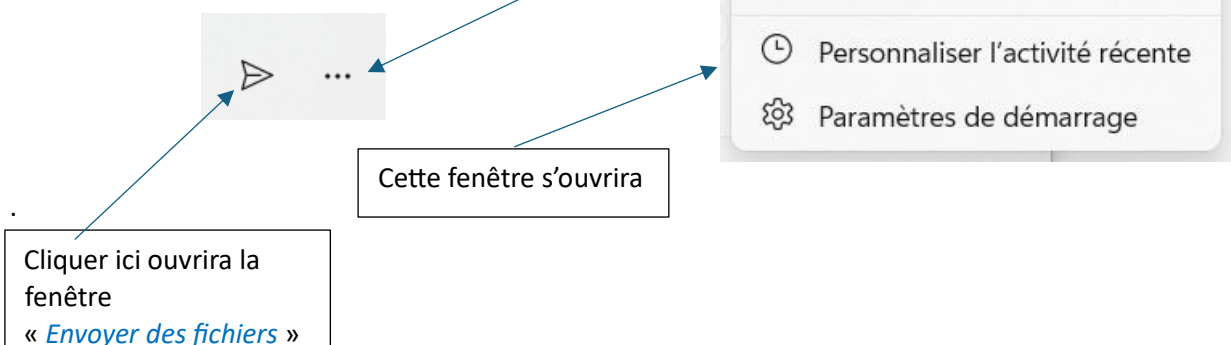 Personnaliser l’activité récente
Paramètres de démarrage
Cette fenêtre s’ouvrira
.
Cliquer ici ouvrira la
fenêtre
« Envoyer des fichiers »